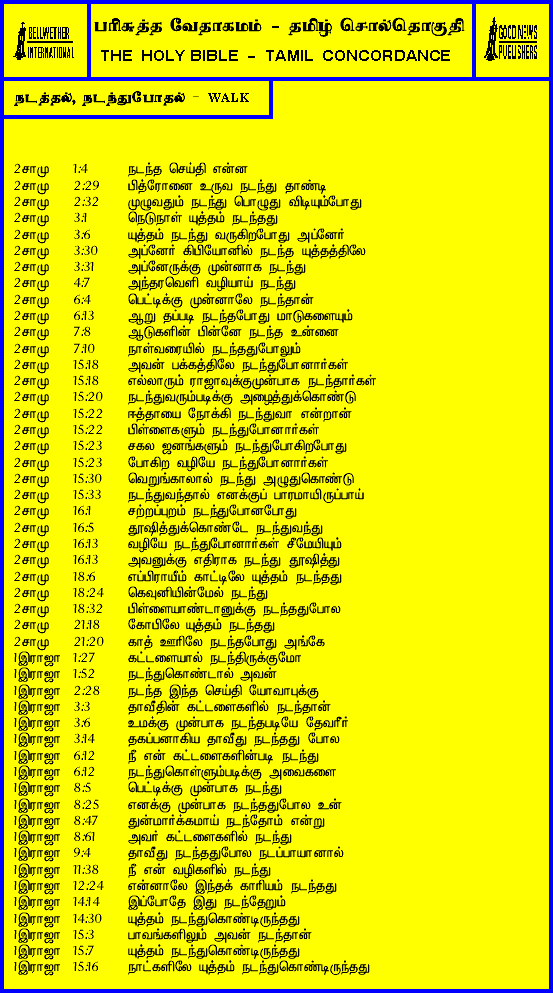 BELLWETHER INTERNATIONAL
பரிசுத்த வேதாகமம் – தமிழ் சொல்தொகுதி
THE HOLY BIBLE – TAMIL CONCORDANCE
GOOD NEWS PUBLISHERS
நடத்தல், நடந்துபோதல் – WALK
2சாமு 1:4 நடந்த செய்தி என்ன
2சாமு 2:29 பித்ரோனை உருவ நடந்து தாண்டி
2சாமு 2:32 முழுவதும் நடந்து பொழுது விடியும்போது
2சாமு 3:1 நெடுநாள் யுத்தம் நடந்தது
2சாமு 3:6 யுத்தம் நடந்து வருகிறபோது அப்னேர்
2சாமு 3:30 அப்னேர் கிபியோனில் நடந்த யுத்தத்திலே
2சாமு 3:31 அப்னேருக்கு முன்னாக நடந்து
2சாமு 4:7 அந்தரவெளி வழியாய் நடந்து
2சாமு 6:4 பெட்டிக்கு முன்னாலே நடந்தான்
2சாமு 6:13 ஆறு தப்படி நடந்தபோது மாடுகளையும்
2சாமு 7:8 ஆடுகளின் பின்னே நடந்த உன்னை
2சாமு 7:10 நாள்வரையில் நடந்ததுபோலும்
2சாமு 15:18 அவன் பக்கத்திலே நடந்துபோனார்கள்
2சாமு 15:18 எல்லாரும் ராஜாவுக்குமுன்பாக நடந்தார்கள்
2சாமு 15:20 நடந்துவரும்படிக்கு அழைத்துக்கொண்டு
2சாமு 15:22 ஈத்தாயை நோக்கி நடந்துவா என்றான்
2சாமு 15:22 பிள்ளைகளும் நடந்துபோனார்கள்
2சாமு 15:23 சகல ஜனங்களும் நடந்துபோகிறபோது
2சாமு 15:23 போகிற வழியே நடந்துபோனார்கள்
2சாமு 15:30 வெறுங்காலால் நடந்து அழுதுகொண்டு
2சாமு 15:33 நடந்துவந்தால் எனக்குப் பாரமாயிருப்பாய்
2சாமு 16:1 சற்றப்புறம் நடந்துபோனபோது
2சாமு 16:5 தூஷித்துக்கொண்டே நடந்துவந்து
2சாமு 16:13 வழியே நடந்துபோனார்கள் சீமேயியும்
2சாமு 16:13 அவனுக்கு எதிராக நடந்து தூஷித்து
2சாமு 18:6 எப்பிராயீம் காட்டிலே யுத்தம் நடந்தது
2சாமு 18:24 கெவுனியின்மேல் நடந்து
2சாமு 18:32 பிள்ளையாண்டானுக்கு நடந்ததுபோல
2சாமு 21:18 கோபிலே யுத்தம் நடந்தது
2சாமு 21:20 காத் ஊரிலே நடந்தபோது அங்கே
1இராஜா 1:27 கட்டளையால் நடந்திருக்குமோ
1இராஜா 1:52 நடந்துகொண்டால் அவன்
1இராஜா 2:28 நடந்த இந்த செய்தி யோவாபுக்கு
1இராஜா 3:3 தாவீதின் கட்டளைகளில் நடந்தான்
1இராஜா 3:6 உமக்கு முன்பாக நடந்தபடியே தேவரீர்
1இராஜா 3:14 தகப்பனாகிய தாவீது நடந்தது போல
1இராஜா 6:12 நீ என் கட்டளைகளின்படி நடந்து
1இராஜா 6:12 நடந்துகொள்ளும்படிக்கு அவைகளை
1இராஜா 8:5 பெட்டிக்கு முன்பாக நடந்து
1இராஜா 8:25 எனக்கு முன்பாக நடந்ததுபோல உன்
1இராஜா 8:47 துன்மார்க்கமாய் நடந்தோம் என்று
1இராஜா 8:61 அவர் கட்டளைகளில் நடந்து
1இராஜா 9:4 தாவீது நடந்ததுபோல நடப்பாயானால்
1இராஜா 11:38 நீ என் வழிகளில் நடந்து
1இராஜா 12:24 என்னாலே இந்தக் காரியம் நடந்தது
1இராஜா 14:14 இப்போதே இது நடந்தேறும்
1இராஜா 14:30 யுத்தம் நடந்துகொண்டிருந்தது
1இராஜா 15:3 பாவங்களிலும் அவன் நடந்தான்
1இராஜா 15:7 யுத்தம் நடந்துகொண்டிருந்தது
1இராஜா 15:16 நாட்களிலே யுத்தம் நடந்துகொண்டிருந்தது